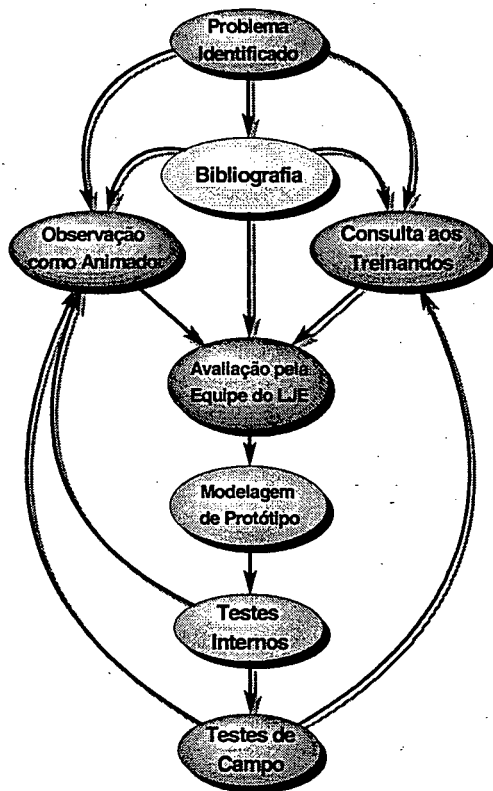 Problema
Identificado
Bibliografia
Observação
como Animador
Consulta aos
Treinandos
Avaliação pela
Equipe do LJE
Modelagem
de Protótipo
Testes
Internos
Testes de
Campo